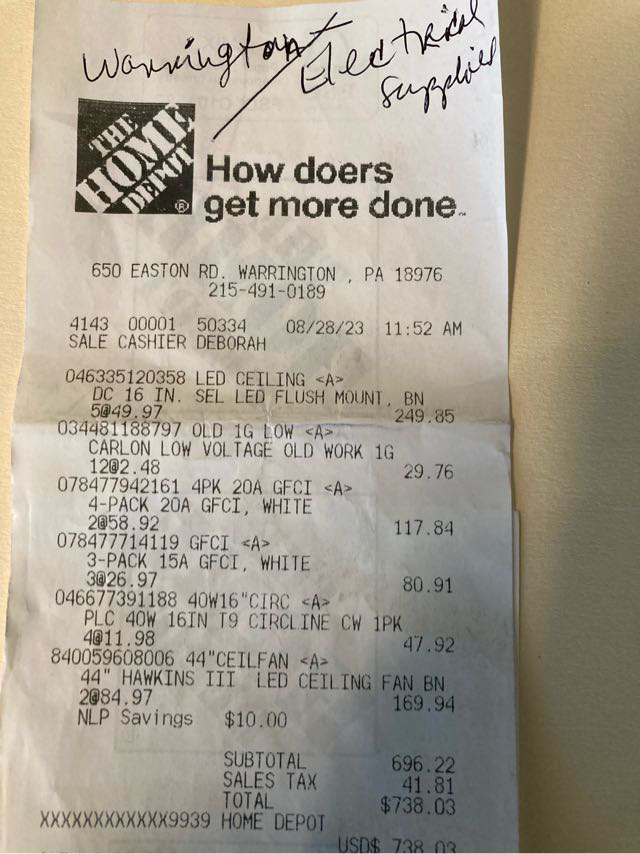 Warrington / Electrical
Supplies
THE
HOME
DEPOT
®
How doers
get more done™
650 EASTON RD. WARRINGTON , PA 18976
215-491-0189
4143 00001 50334 08/28/23 11:52 AM
SALE CASHIER DEBORAH
046335120358 LED CEILING <A>
DC 16 IN. SEL LED FLUSH MOUNT, BN
5@49.97 249.85
034481188797 OLD 1G LOW <A>
CARLON LOW VOLTAGE OLD WORK 1G
12@2.48 29.76
078477942161 4PK 20A GFCI <A>
4-PACK 20A GFCI, WHITE
2@58.92 117.84
078477714119 GFCI <A>
3-PACK 15A GFCI, WHITE
3@26.97 80.91
046677391188 40W16"CIRC <A>
PLC 40W 16IN T9 CIRCLINE CW 1PK
4@11.98 47.92
840059608006 44"CEILFAN <A>
44" HAWKINS III LED CEILING FAN BN
2@84.97 169.94
NLP Savings $10.00
SUBTOTAL 696.22
SALES TAX 41.81
TOTAL $738.03
XXXXXXXXXXXX9939 HOME DEPOT
USD$ 738.03